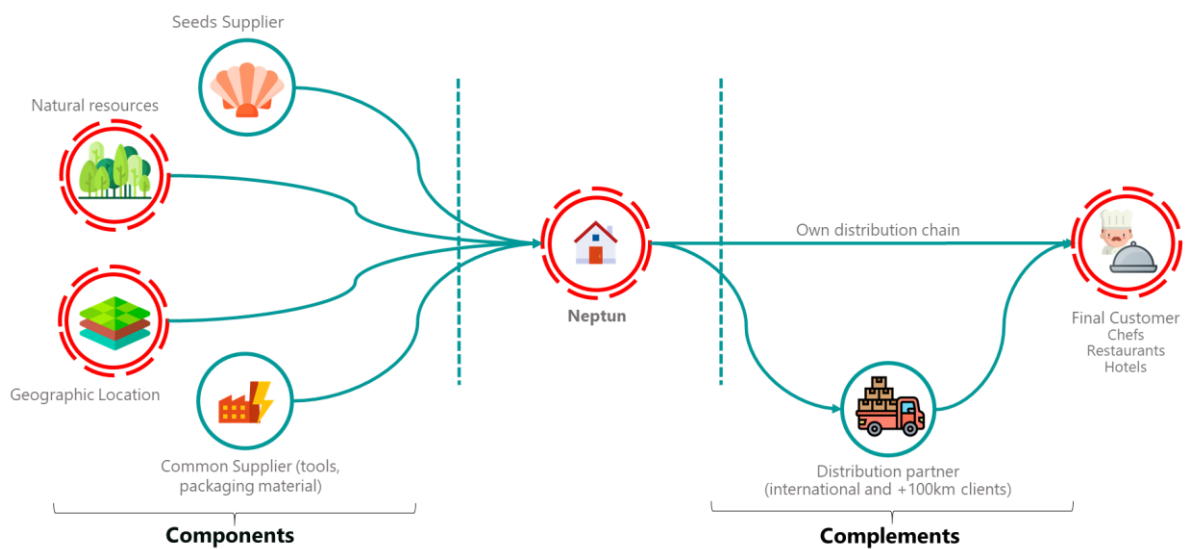 Seeds Supplier
Natural resources
Geographic Location
Common Supplier (tools,
packaging material)
Components
Neptun
Own distribution chain
Distribution partner
(international and +100km clients)
Complements
Final Customer
Chefs
Restaurants
Hotels